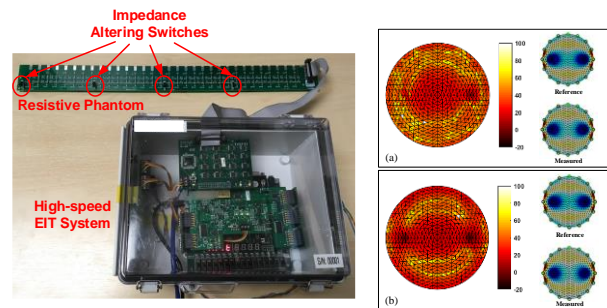 Impedance
Altering Switches
Resistive Phantom
High-speed
EIT System
S/N 00001
100
80
60
40
20
0
-20
Reference
Measured
(a)
100
80
60
40
20
0
-20
Reference
Measured
(b)